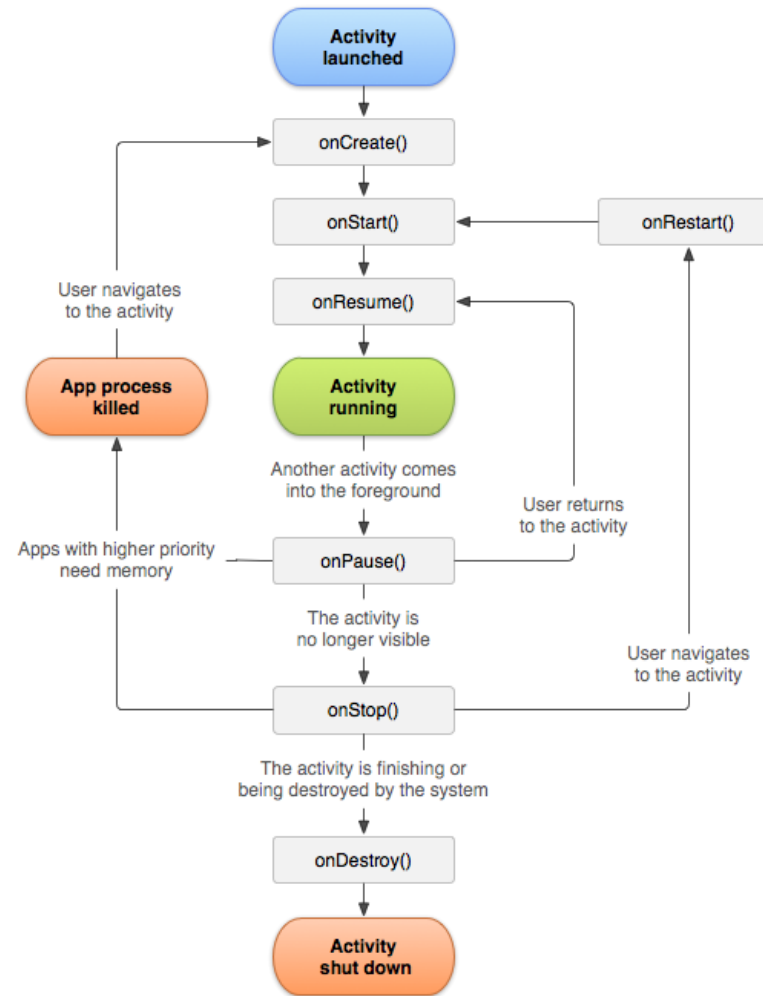 Activity
launched
onCreate()
onStart()
onRestart()
onResume()
User navigates
to the activity
App process
killed
Activity
running
Another activity comes
into the foreground
User returns
to the activity
Apps with higher priority
need memory
onPause()
The activity is
no longer visible
User navigates
to the activity
onStop()
The activity is finishing or
being destroyed by the system
onDestroy()
Activity
shut down